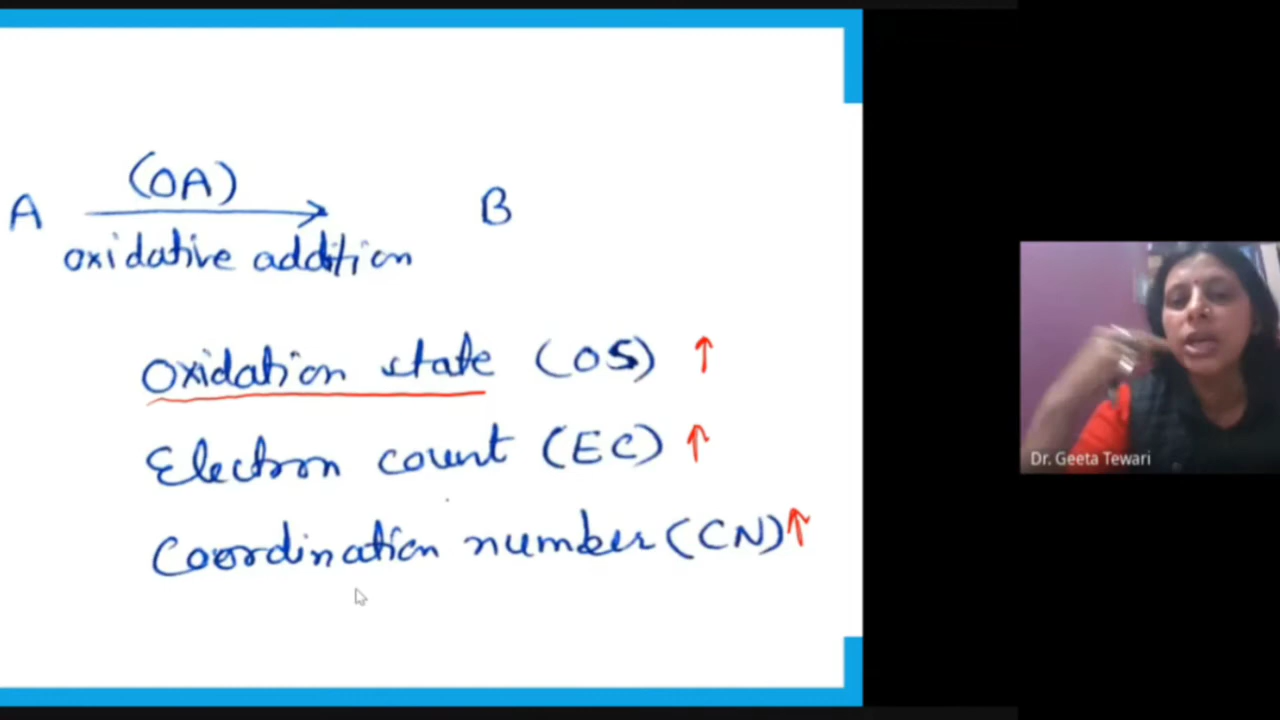 (OA)
A → B
oxidative addition
Oxidation state (OS) ↑
Electron count (EC) ↑
Coordination number (CN) ↑
Dr. Geeta Tewari